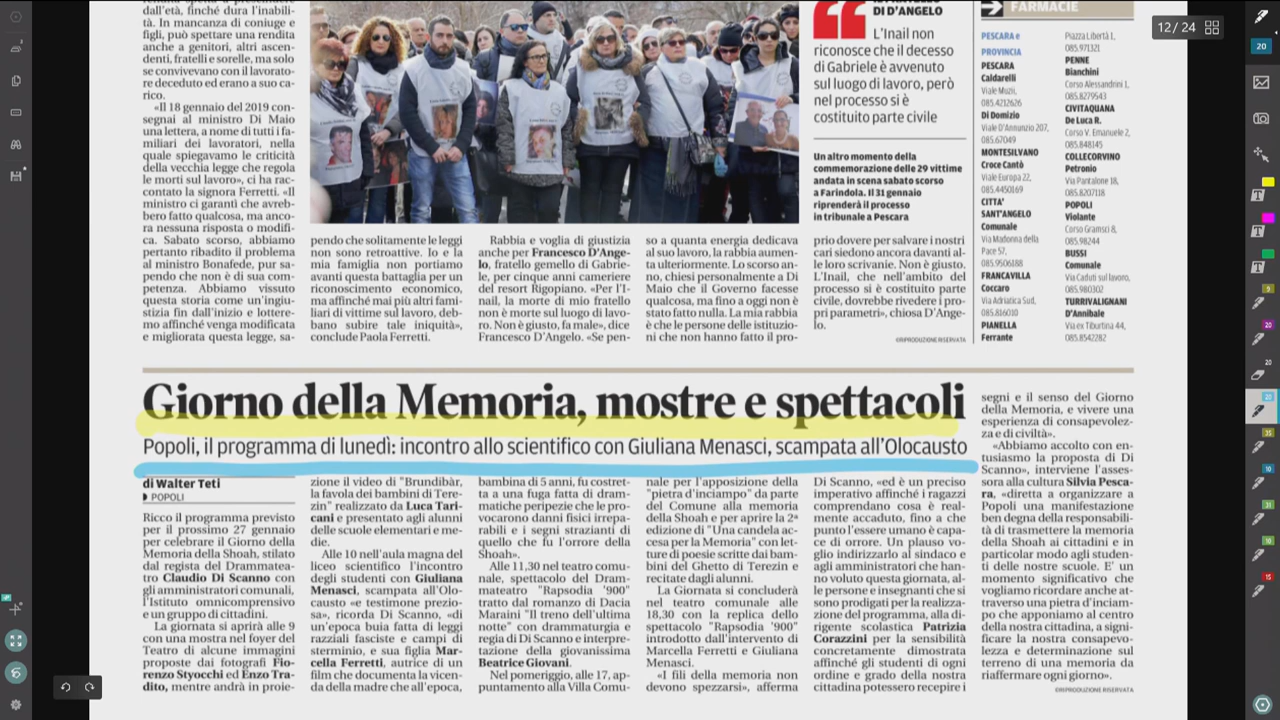 12 / 24
dall'età, finché dura l'inabili-
tà. In mancanza di coniuge e
figli, può spettare una rendita
anche a genitori, altri ascen-
denti, fratelli e sorelle, ma solo
se convivevano con il lavorato-
re deceduto ed erano a suo ca-
rico.
«Il 18 gennaio del 2019 con-
segnai al ministro Di Maio
una lettera, a nome di tutti i fa-
miliari dei lavoratori, nella
quale spiegavamo le criticità
della vecchia legge che regola
le morti sul lavoro», ci ha rac-
contato la signora Ferretti. «Il
ministro ci garantì che avreb-
bero fatto qualcosa, ma anco-
ra nessuna risposta o modifi-
ca. Sabato scorso, abbiamo
pertanto ribadito il problema
al ministro Bonafede, pur sa-
pendo che non è di sua com-
petenza. Abbiamo vissuto
questa storia come un'ingiu-
stizia fin dall'inizio e lottere-
mo affinché venga modificata
e migliorata questa legge, sa-
pendo che solitamente le leggi
non sono retroattive. Io e la
mia famiglia non portiamo
avanti questa battaglia per un
riconoscimento economico,
ma affinché mai più altri fami-
liari di vittime sul lavoro, deb-
bano subire tale iniquità»,
conclude Paola Ferretti.
Rabbia e voglia di giustizia
anche per Francesco D'Ange-
lo, fratello gemello di Gabrie-
le, per cinque anni cameriere
del resort Rigopiano. «Per l'I-
nail, la morte di mio fratello
non è morte sul luogo di lavo-
ro. Non è giusto, fa male», dice
Francesco D'Angelo. «Se pen-
so a quanta energia dedicava
al suo lavoro, la rabbia aumen-
ta ulteriormente. Lo scorso an-
no, chiesi personalmente a Di
Maio che il Governo facesse
qualcosa, ma fino a oggi non è
stato fatto nulla. La mia rabbia
è che le persone delle istituzio-
ni che non hanno fatto il pro-
prio dovere per salvare i nostri
cari siedono ancora davanti al-
le loro scrivanie. Non è giusto.
L'Inail, che nell'ambito del
processo si è costituito parte
civile, dovrebbe rivedere i pro-
pri parametri», chiosa D'Ange-
lo.
©RIPRODUZIONE RISERVATA
DI D'ANGELO
L'Inail non
riconosce che il decesso
di Gabriele è avvenuto
sul luogo di lavoro, però
nel processo si è
costituito parte civile
Un altro momento della
commemorazione delle 29 vittime
andata in scena sabato scorso
a Farindola. Il 31 gennaio
riprenderà il processo
in tribunale a Pescara
FARMACIE
PESCARA e
PROVINCIA
PESCARA
Caldarelli
Viale Muzii,
085.4212626
Di Domizio
Viale D'Annunzio 207,
085.67049
MONTESILVANO
Croce Cantò
Viale Europa 22,
085.4450169
CITTA'
SANT'ANGELO
Comunale
Via Madonna della
Pace 57,
085.9506188
FRANCAVILLA
Coccaro
Via Adriatica Sud,
085.816010
PIANELLA
Ferrante
Piazza Libertà 1,
085.971321
PENNE
Bianchini
Corso Alessandrini 1,
085.8279543
CIVITAQUANA
De Luca R.
Corso V. Emanuele 2,
085.848145
COLLECORVINO
Petronio
Via Pantalone 18,
085.8207118
POPOLI
Violante
Corso Gramsci 8,
085.98244
BUSSI
Comunale
Via Caduti sul lavoro,
085.980302
TURRIVALIGNANI
D'Annibale
Via ex Tiburtina 44,
085.8542282
Giorno della Memoria, mostre e spettacoli
Popoli, il programma di lunedì: incontro allo scientifico con Giuliana Menasci, scampata all'Olocausto
di Walter Teti
POPOLI
Ricco il programma previsto
per il prossimo 27 gennaio
per celebrare il Giorno della
Memoria della Shoah, stilato
dal regista del Drammatea-
tro Claudio Di Scanno con
gli amministratori comunali,
l'Istituto omnicomprensivo
e un gruppo di cittadini.
La giornata si aprirà alle 9
con una mostra nel foyer del
Teatro di alcune immagini
proposte dai fotografi Fio-
renzo Styocchi ed Enzo Tra-
dito, mentre andrà in proie-
zione il video di "Brundibàr,
la favola dei bambini di Tere-
zin" realizzato da Luca Tari-
cani e presentato agli alunni
delle scuole elementari e me-
die.
Alle 10 nell'aula magna del
liceo scientifico l'incontro
degli studenti con Giuliana
Menasci, scampata all'Olo-
causto «e testimone prezio-
sa», ricorda Di Scanno, «di
un'epoca buia fatta di leggi
razziali fasciste e campi di
sterminio, e sua figlia Mar-
cella Ferretti, autrice di un
film che documenta la vicen-
da della madre che all'epoca,
bambina di 5 anni, fu costret-
ta a una fuga fatta di dram-
matiche peripezie che le pro-
vocarono danni fisici irrepa-
rabili e i segni strazianti di
quello che fu l'orrore della
Shoah».
Alle 11,30 nel teatro comu-
nale, spettacolo del Dram-
mateatro "Rapsodia '900"
tratto dal romanzo di Dacia
Maraini "Il treno dell'ultima
notte" con drammaturgia e
regia di Di Scanno e interpre-
tazione della giovanissima
Beatrice Giovani.
Nel pomeriggio, alle 17, ap-
puntamento alla Villa Comu-
nale per l'apposizione della
"pietra d'inciampo" da parte
del Comune alla memoria
della Shoah e per aprire la 2ª
edizione di "Una candela ac-
cesa per la Memoria" con let-
ture di poesie scritte dai bam-
bini del Ghetto di Terezin e
recitate dagli alunni.
La Giornata si concluderà
nel teatro comunale alle
18,30 con la replica dello
spettacolo "Rapsodia '900"
introdotto dall'intervento di
Marcella Ferretti e Giuliana
Menasci.
«I fili della memoria non
devono spezzarsi», afferma
Di Scanno, «ed è un preciso
imperativo affinché i ragazzi
comprendano cosa è real-
mente accaduto, fino a che
punto l'essere umano è capa-
ce di orrore. Un plauso vo-
glio indirizzarlo al sindaco e
agli amministratori che han-
no voluto questa giornata, al-
le persone e insegnanti che si
sono prodigati per la realizza-
zione del programma, alla di-
rigente scolastica Patrizia
Corazzini per la sensibilità
concretamente dimostrata
affinché gli studenti di ogni
ordine e grado della nostra
cittadina potessero recepire i
segni e il senso del Giorno
della Memoria, e vivere una
esperienza di consapevolez-
za e di civiltà».
«Abbiamo accolto con en-
tusiasmo la proposta di Di
Scanno», interviene l'asses-
sora alla cultura Silvia Pesca-
ra, «diretta a organizzare a
Popoli una manifestazione
ben degna della responsabili-
tà di trasmettere la memoria
della Shoah ai cittadini e in
particolar modo agli studen-
ti delle nostre scuole. E' un
momento significativo che
vogliamo ricordare anche at-
traverso una pietra d'inciam-
po che apponiamo al centro
della nostra cittadina, a signi-
ficare la nostra consapevo-
lezza e determinazione sul
terreno di una memoria da
riaffermare ogni giorno».
©RIPRODUZIONE RISERVATA